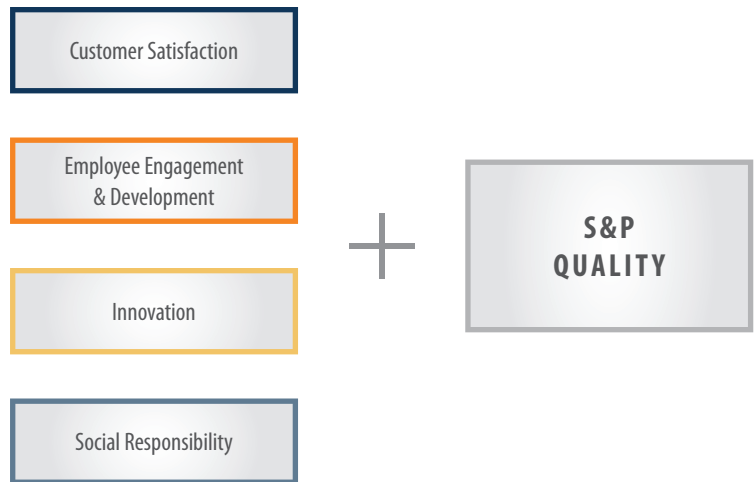 Customer Satisfaction
Employee Engagement
& Development
Innovation
Social Responsibility
S&P
QUALITY